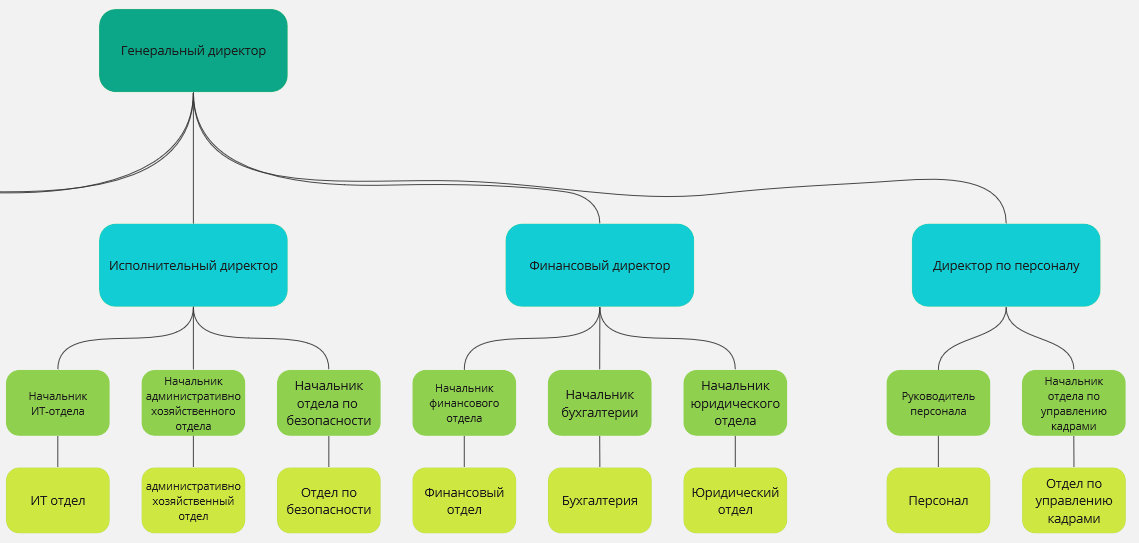 Генеральный директор
Исполнительный директор
Финансовый директор
Директор по персоналу
Начальник
ИТ-отдела
Начальник
административно
хозяйственного
отдела
Начальник
отдела по
безопасности
Начальник
финансового
отдела
Начальник
бухгалтерии
Начальник
юридического
отдела
Руководитель
персонала
Начальник
отдела по
управлению
кадрами
ИТ отдел
административно
хозяйственный
отдел
Отдел по
безопасности
Финансовый
отдел
Бухгалтерия
Юридический
отдел
Персонал
Отдел по
управлению
кадрами